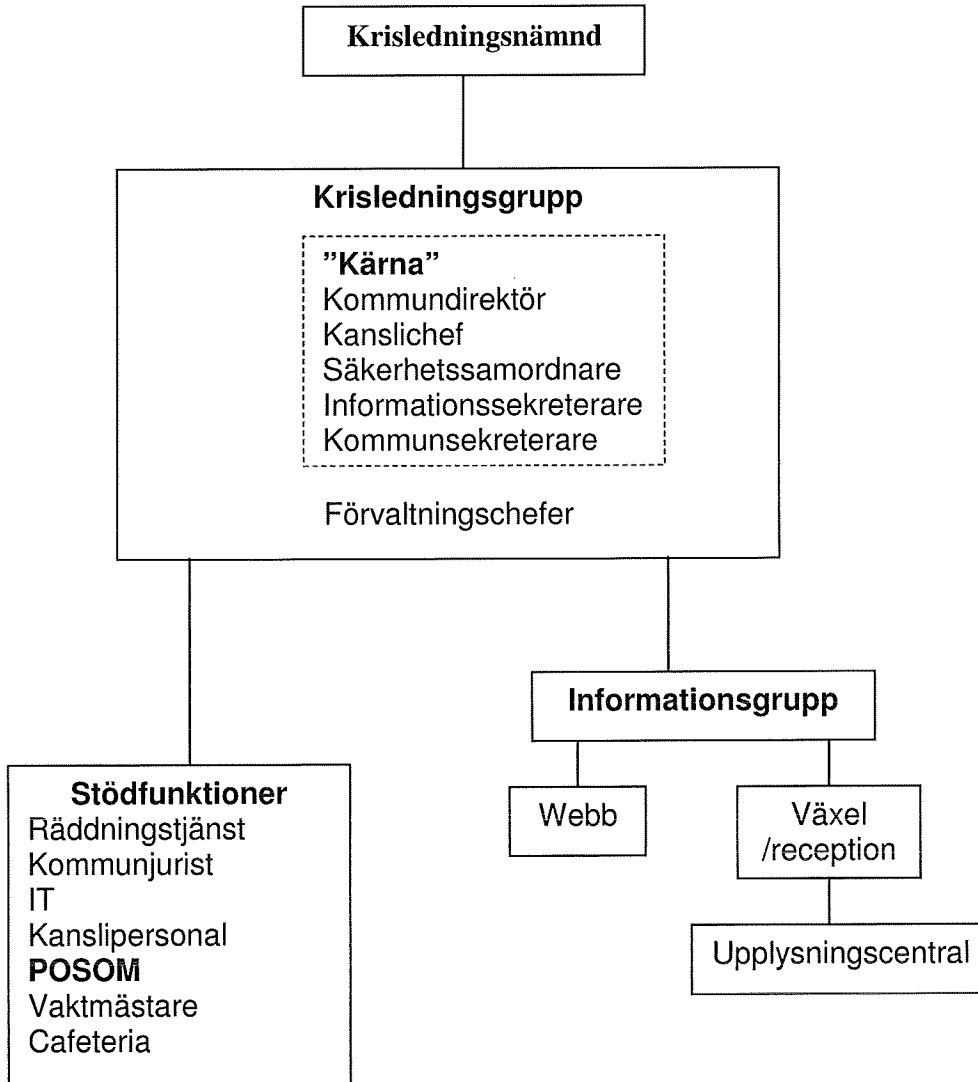 Krisledningsnämnd
Krisledningsgrupp
”Kärna”
Kommundirektör
Kanslichef
Säkerhetssamordnare
Informationssekreterare
Kommunsekreterare
Förvaltningschefer
Stödfunktioner
Räddningstjänst
Kommunjurist
IT
Kanslipersonal
POSOM
Vaktmästare
Cafeteria
Informationsgrupp
Webb
Växel
/reception
Upplysningscentral